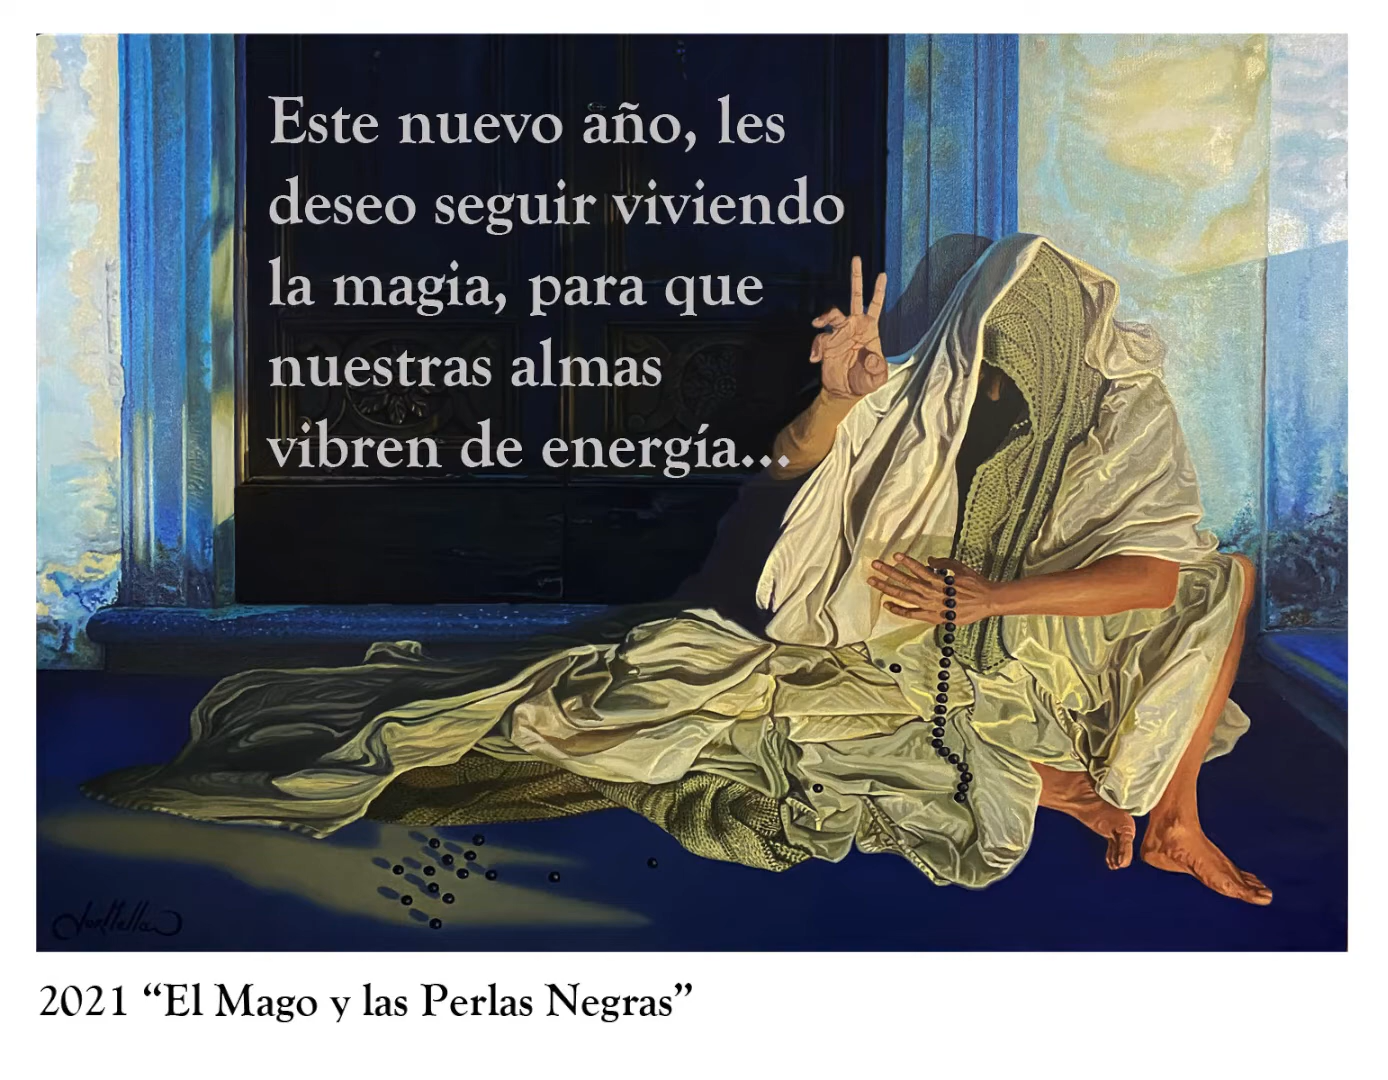 Este nuevo año, les
deseo seguir viviendo
la magia, para que
nuestras almas
vibren de energía...
2021 “El Mago y las Perlas Negras”